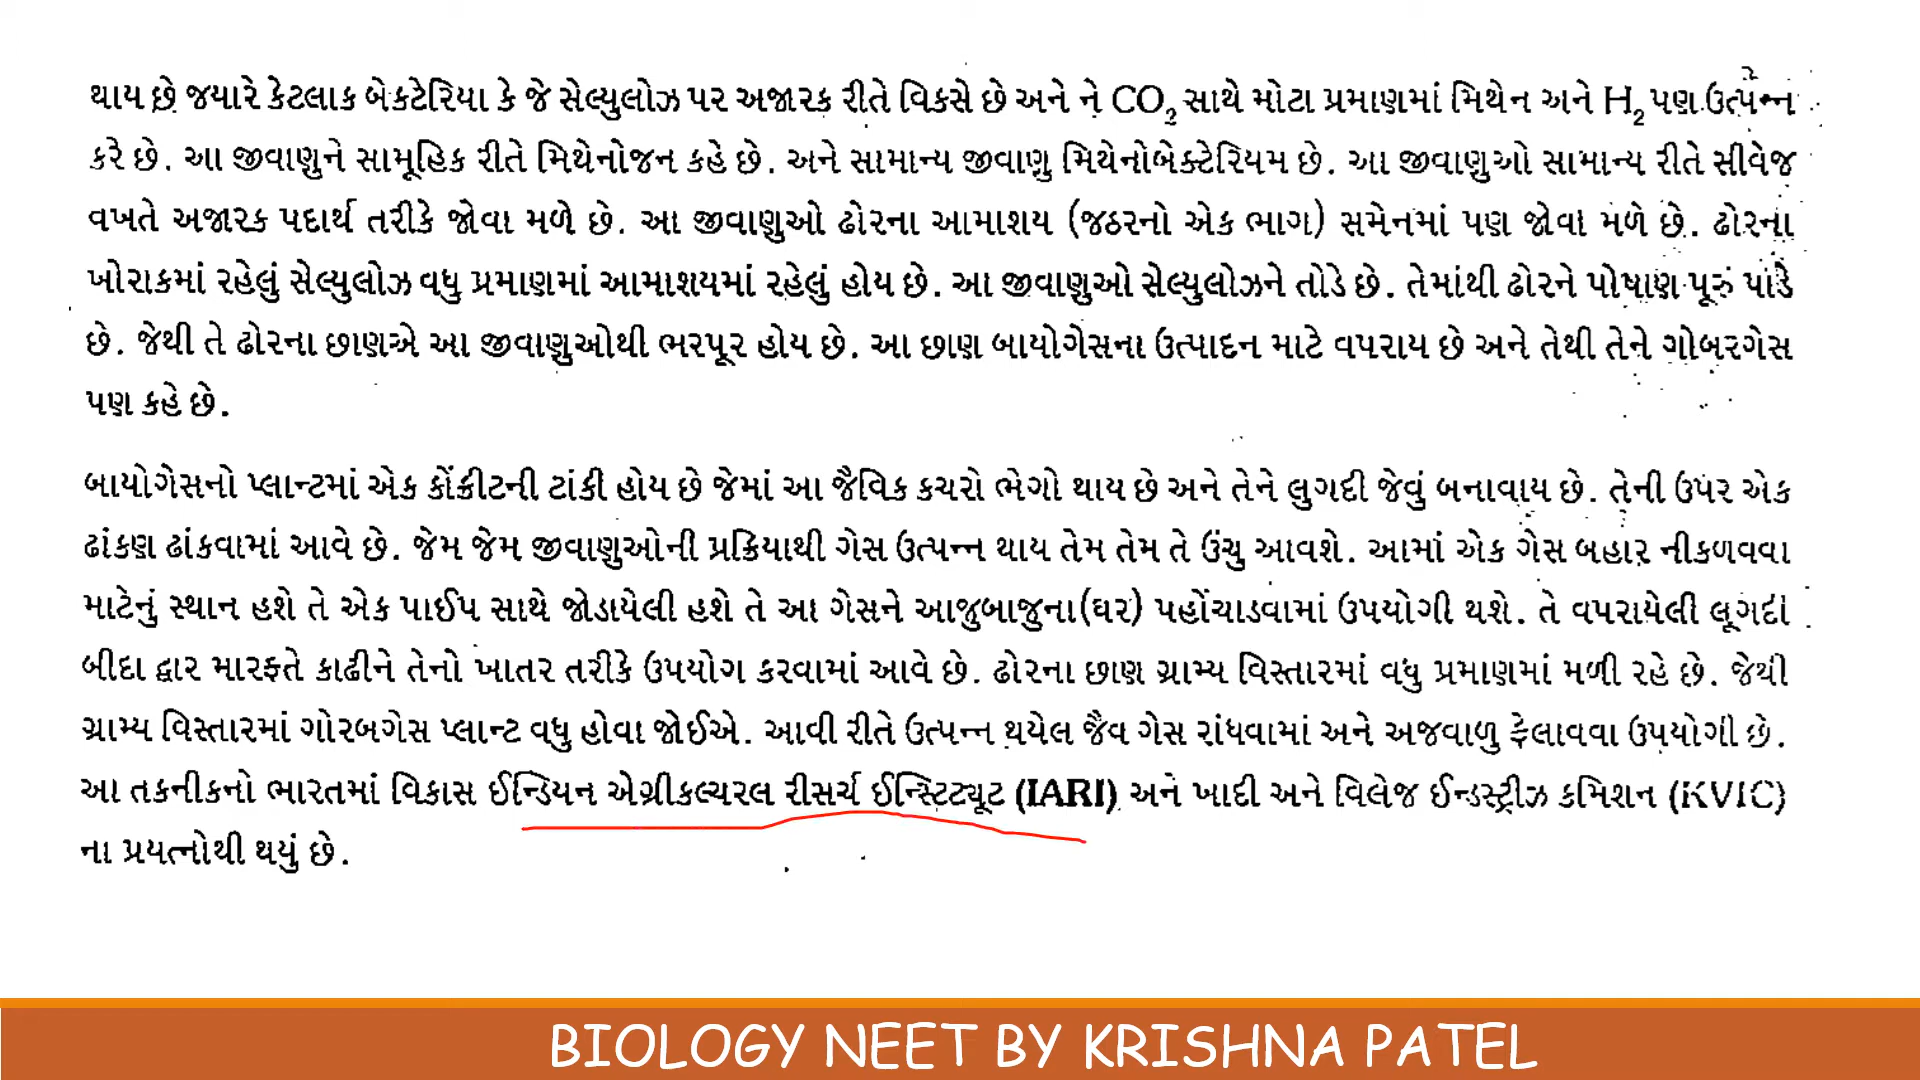 થાય છે જયારે કેટલાક બેકટેરિયા કે જે સેલ્યુલોઝ પર અજારક રીતે વિકસે છે અને ને CO₂ સાથે મોટા પ્રમાણમાં મિથેન અને H₂ પણ ઉત્પન્ન
કરે છે. આ જીવાણુને સામૂહિક રીતે મિથેનોજન કહે છે. અને સામાન્ય જીવાણુ મિથેનોબેક્ટેરિયમ છે. આ જીવાણુઓ સામાન્ય રીતે સીવેજ
વખતે અજારક પદાર્થ તરીકે જોવા મળે છે. આ જીવાણુઓ ઢોરના આમાશય (જઠરનો એક ભાગ) સમેનમાં પણ જોવા મળે છે. ઢોરના
ખોરાકમાં રહેલું સેલ્યુલોઝ વધુ પ્રમાણમાં આમાશયમાં રહેલું હોય છે. આ જીવાણુઓ સેલ્યુલોઝને તોડે છે. તેમાંથી ઢોરને પોષાણ પૂરું પાડે
છે. જેથી તે ઢોરના છાણએ આ જીવાણુઓથી ભરપૂર હોય છે. આ છાણ બાયોગેસના ઉત્પાદન માટે વપરાય છે અને તેથી તેને ગોબરગેસ
પણ કહે છે.
બાયોગેસનો પ્લાન્ટમાં એક કોંક્રીટની ટાંકી હોય છે જેમાં આ જૈવિક કચરો ભેગો થાય છે અને તેને લુગદી જેવું બનાવાય છે. તેની ઉપર એક
ઢાંકણ ઢાંકવામાં આવે છે. જેમ જેમ જીવાણુઓની પ્રક્રિયાથી ગેસ ઉત્પન્ન થાય તેમ તેમ તે ઉંચુ આવશે. આમાં એક ગેસ બહાર નીકળવવા
માટેનું સ્થાન હશે તે એક પાઈપ સાથે જોડાયેલી હશે તે આ ગેસને આજુબાજુના(ઘર) પહોંચાડવામાં ઉપયોગી થશે. તે વપરાયેલી લૂગદી
બીદા દ્વાર મારફતે કાઢીને તેનો ખાતર તરીકે ઉપયોગ કરવામાં આવે છે. ઢોરના છાણ ગ્રામ્ય વિસ્તારમાં વધુ પ્રમાણમાં મળી રહે છે. જેથી
ગ્રામ્ય વિસ્તારમાં ગોરબગેસ પ્લાન્ટ વધુ હોવા જોઈએ. આવી રીતે ઉત્પન્ન થયેલ જૈવ ગેસ રાંધવામાં અને અજવાળુ ફેલાવવા ઉપયોગી છે.
આ તકનીકનો ભારતમાં વિકાસ ઈન્ડિયન એગ્રીકલ્ચરલ રીસર્ચ ઈન્સ્ટિટ્યૂટ (IARI) અને ખાદી અને વિલેજ ઈન્ડસ્ટ્રીઝ કમિશન (KVIC)
ના પ્રયત્નોથી થયું છે.
BIOLOGY NEET BY KRISHNA PATEL